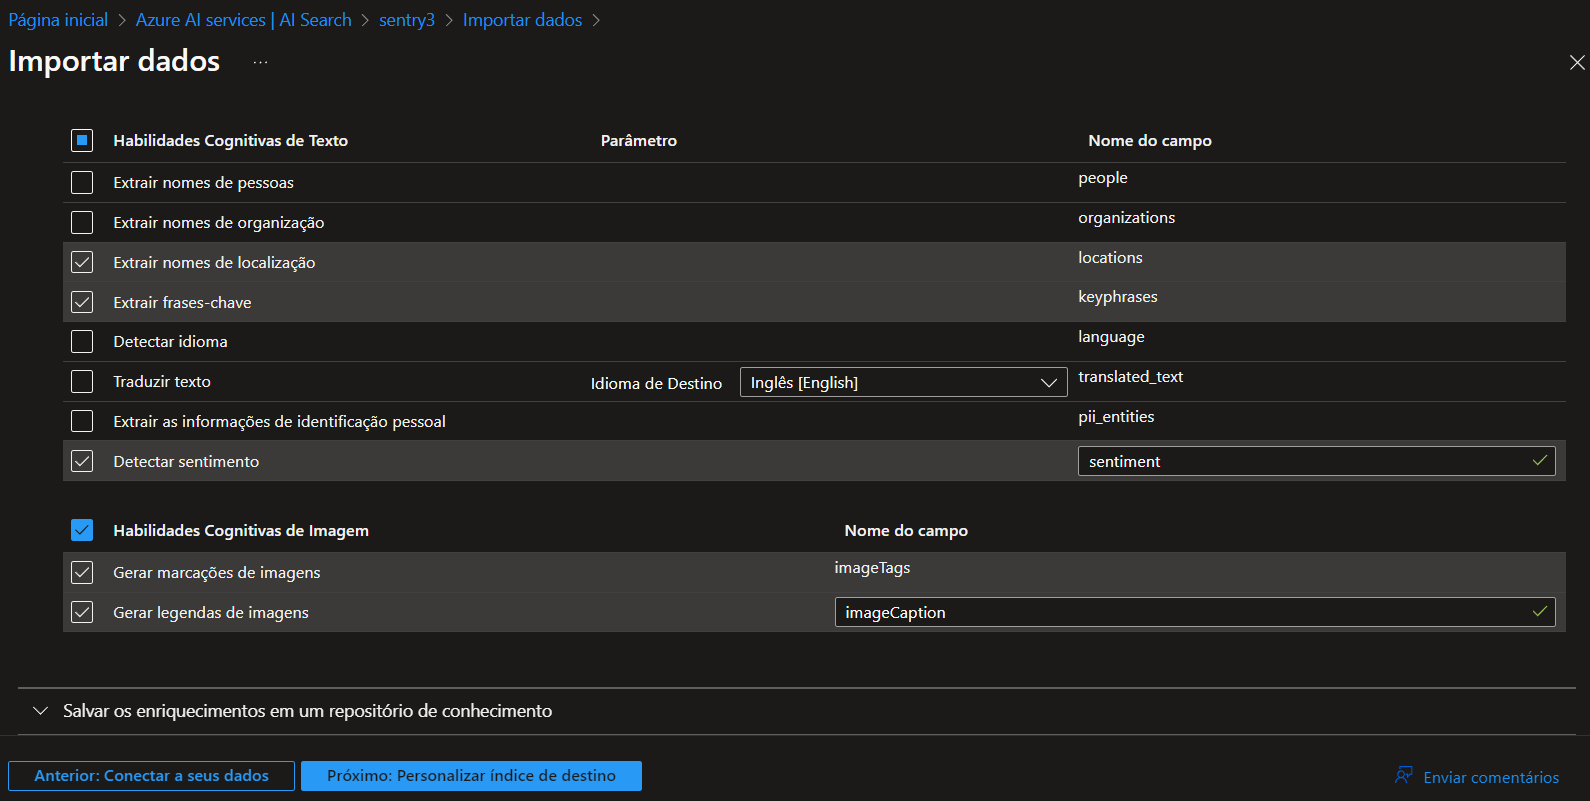 Página inicial > Azure AI services | AI Search > sentry3 > Importar dados >
Importar dados ...
Habilidades Cognitivas de Texto Parâmetro Nome do campo
Extrair nomes de pessoas people
Extrair nomes de organização organizations
Extrair nomes de localização locations
Extrair frases-chave keyphrases
Detectar idioma language
Traduzir texto Idioma de Destino Inglês [English] translated_text
Extrair as informações de identificação pessoal pii_entities
Detectar sentimento sentiment
Habilidades Cognitivas de Imagem Nome do campo
Gerar marcações de imagens imageTags
Gerar legendas de imagens imageCaption
Salvar os enriquecimentos em um repositório de conhecimento
Anterior: Conectar a seus dados Próximo: Personalizar índice de destino Enviar comentários